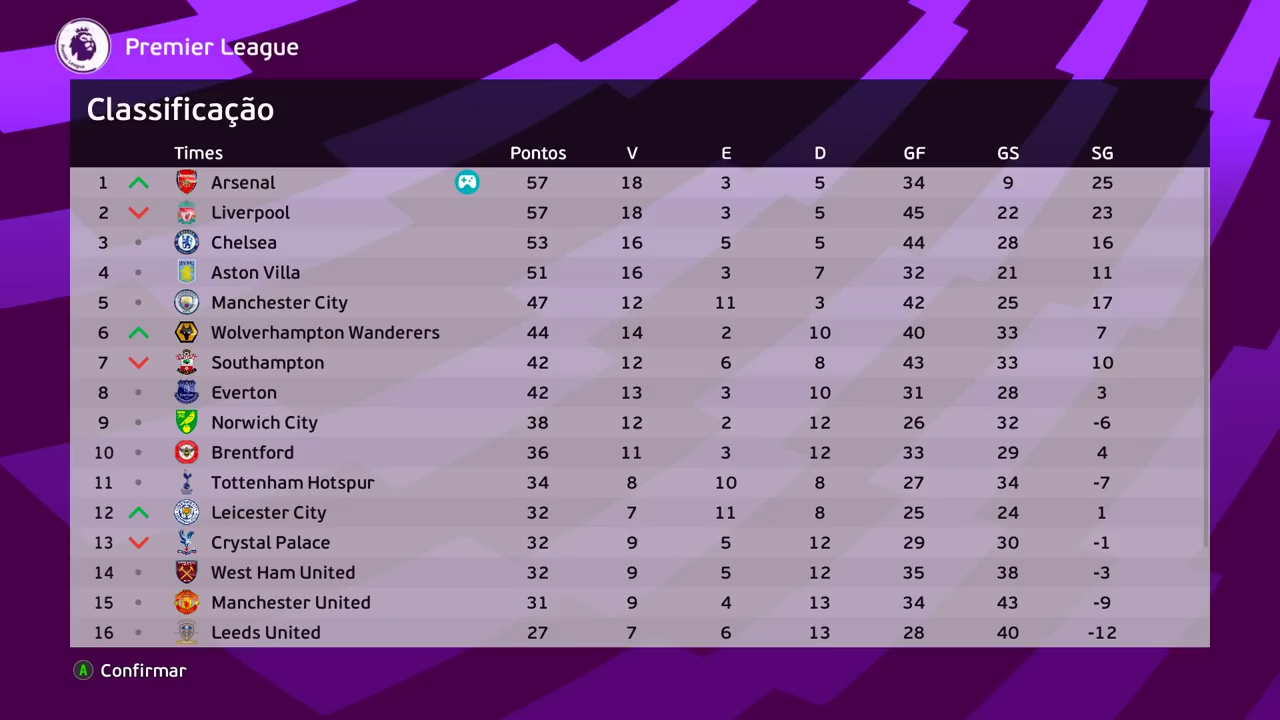 Premier League
Classificação
Times Pontos V E D GF GS SG
1 Arsenal 57 18 3 5 34 9 25
2 Liverpool 57 18 3 5 45 22 23
3 Chelsea 53 16 5 5 44 28 16
4 Aston Villa 51 16 3 7 32 21 11
5 Manchester City 47 12 11 3 42 25 17
6 Wolverhampton Wanderers 44 14 2 10 40 33 7
7 Southampton 42 12 6 8 43 33 10
8 Everton 42 13 3 10 31 28 3
9 Norwich City 38 12 2 12 26 32 -6
10 Brentford 36 11 3 12 33 29 4
11 Tottenham Hotspur 34 8 10 8 27 34 -7
12 Leicester City 32 7 11 8 25 24 1
13 Crystal Palace 32 9 5 12 29 30 -1
14 West Ham United 32 9 5 12 35 38 -3
15 Manchester United 31 9 4 13 34 43 -9
16 Leeds United 27 7 6 13 28 40 -12
A Confirmar